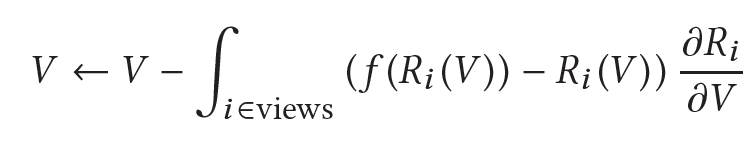 V ← V − ∫_{i∈views} (f(R_i(V)) − R_i(V)) ∂R_i/∂V